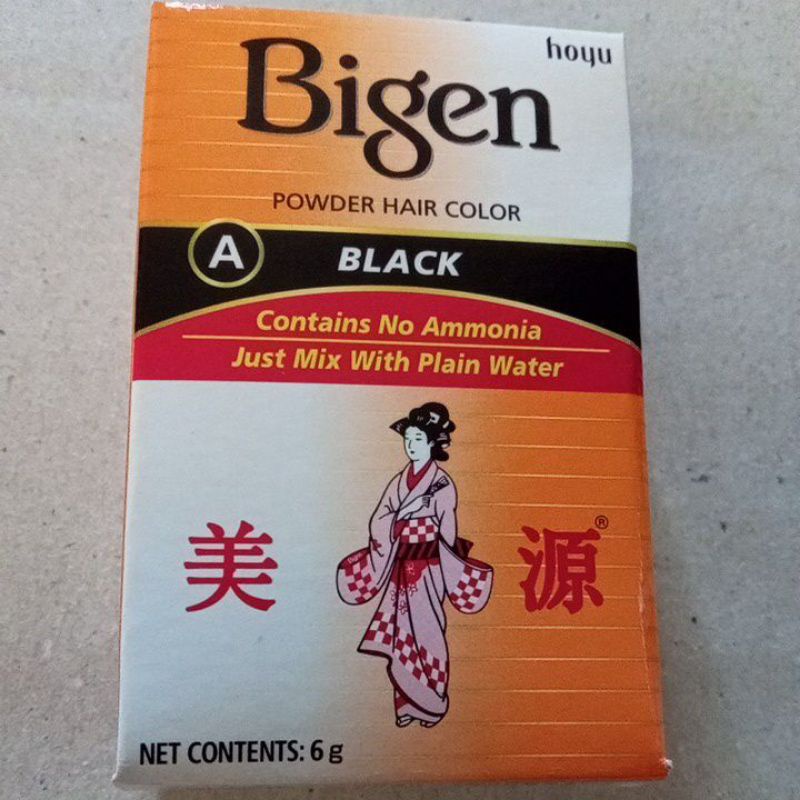 hoyu
Bigen
POWDER HAIR COLOR
A BLACK
Contains No Ammonia
Just Mix With Plain Water
美 源®
NET CONTENTS: 6 g